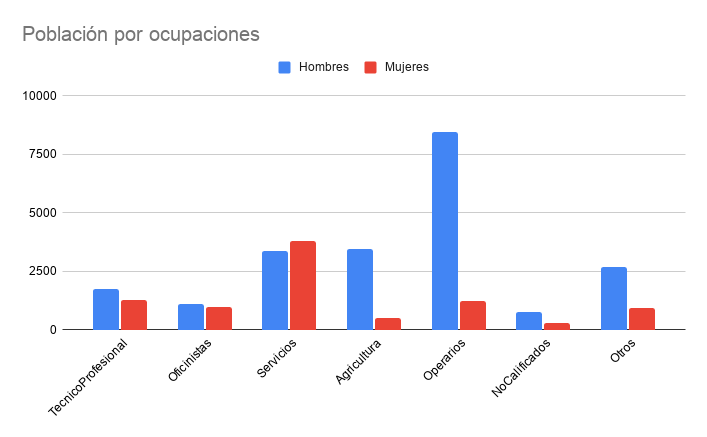 Población por ocupaciones
Hombres Mujeres
10000
7500
5000
2500
0
TecnicoProfesional
Oficinistas
Servicios
Agricultura
Operarios
NoCalificados
Otros